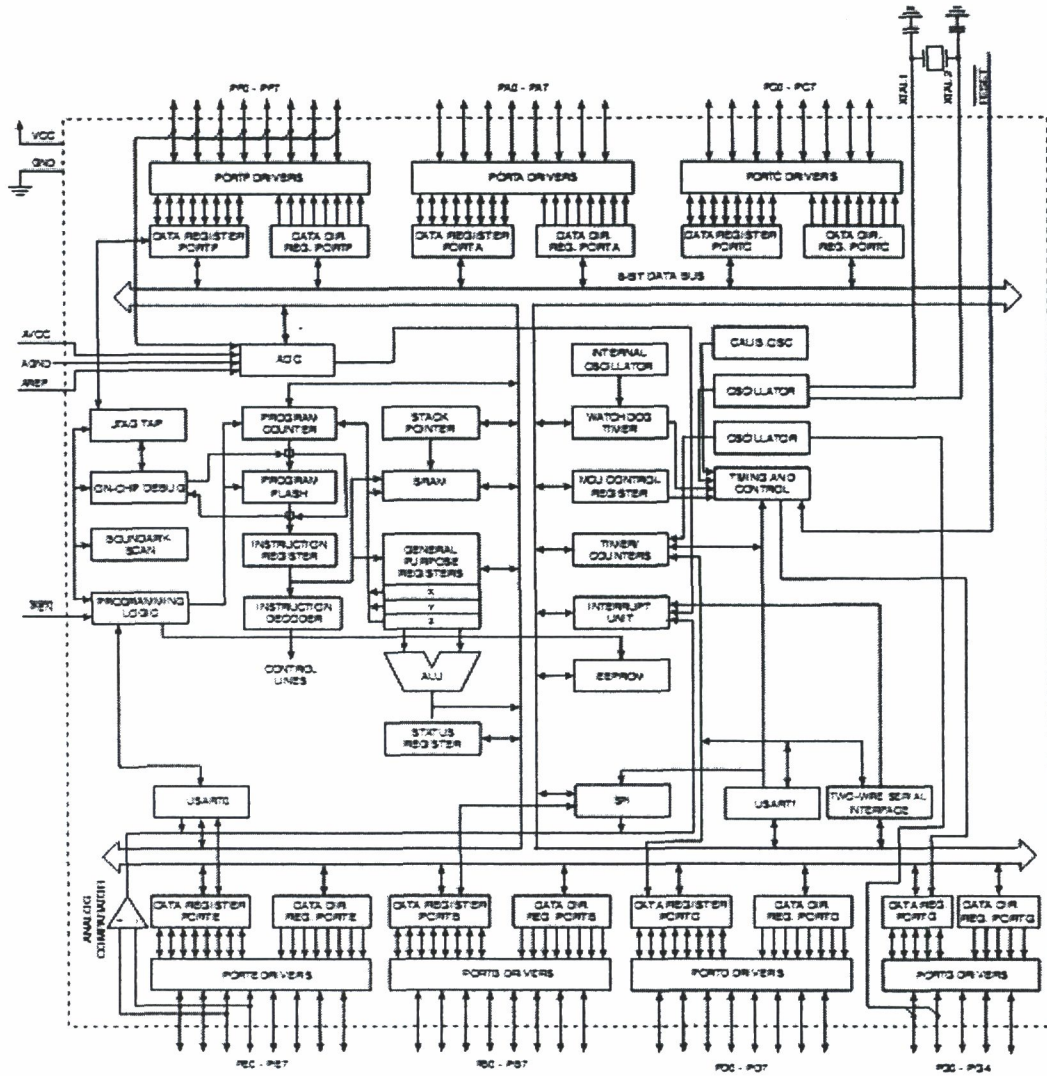 XTAL1
XTAL2
RESET
PF0 - PF7
PA0 - PA7
PC0 - PC7
VCC
GND
PORTF DRIVERS
PORTA DRIVERS
PORTC DRIVERS
DATA REGISTER PORTF
DATA DIR. REG. PORTF
DATA REGISTER PORTA
DATA DIR. REG. PORTA
DATA REGISTER PORTC
DATA DIR. REG. PORTC
8-BIT DATA BUS
AVCC
AGND
AREF
ADC
INTERNAL OSCILLATOR
CALIB. OSC
OSCILLATOR
JTAG TAP
PROGRAM COUNTER
STACK POINTER
WATCHDOG TIMER
OSCILLATOR
ON-CHIP DEBUG
PROGRAM FLASH
SRAM
MCU CONTROL REGISTER
TIMING AND CONTROL
BOUNDARY-SCAN
INSTRUCTION REGISTER
GENERAL PURPOSE REGISTERS
X
Y
Z
TIMER/ COUNTERS
PEN
PROGRAMMING LOGIC
INSTRUCTION DECODER
INTERRUPT UNIT
CONTROL LINES
ALU
EEPROM
STATUS REGISTER
USART0
SPI
USART1
TWO-WIRE SERIAL INTERFACE
ANALOG COMPARATOR
DATA REGISTER PORTE
DATA DIR. REG. PORTE
DATA REGISTER PORTB
DATA DIR. REG. PORTB
DATA REGISTER PORTD
DATA DIR. REG. PORTD
DATA REG. PORTG
DATA DIR. REG. PORTG
PORTE DRIVERS
PORTB DRIVERS
PORTD DRIVERS
PORTG DRIVERS
PE0 - PE7
PB0 - PB7
PD0 - PD7
PG0 - PG4